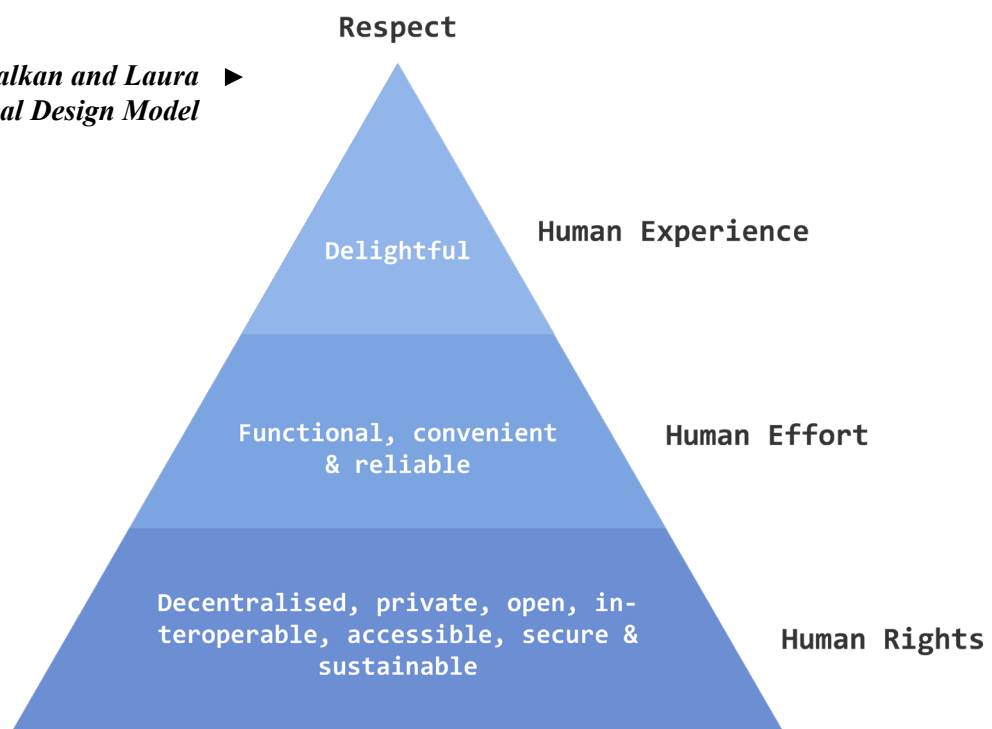 Respect
alkan and Laura ►
al Design Model
Delightful
Human Experience
Functional, convenient
& reliable
Human Effort
Decentralised, private, open, in-
teroperable, accessible, secure &
sustainable
Human Rights